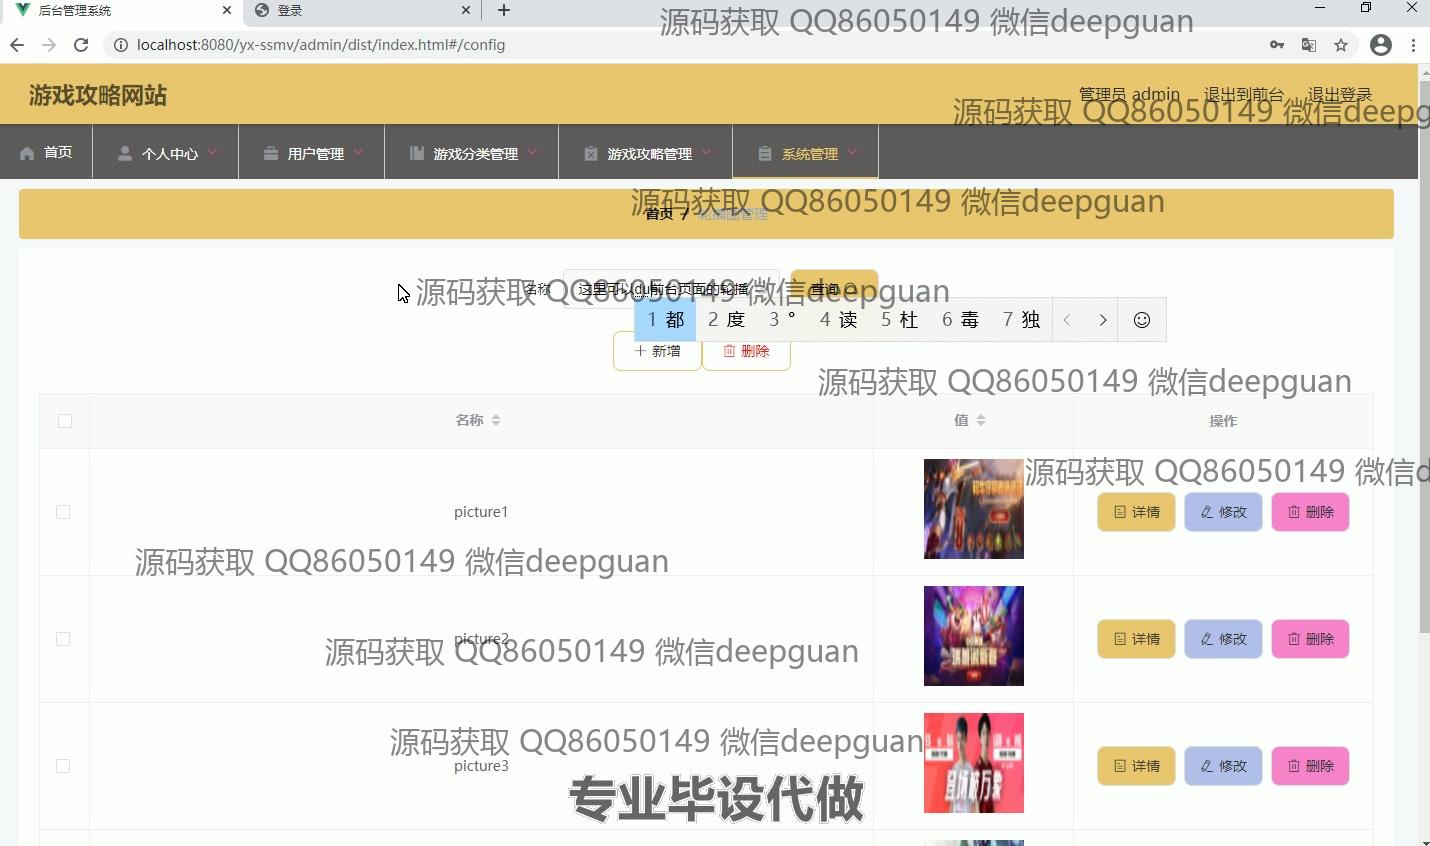 后台管理系统
登录
localhost:8080/yx-ssmv/admin/dist/index.html#/config
源码获取 QQ86050149 微信deepguan
游戏攻略网站
管理员 admin 退出到前台 退出登录
源码获取 QQ86050149 微信deepg
首页 个人中心 用户管理 游戏分类管理 游戏攻略管理 系统管理
源码获取 QQ86050149 微信deepguan
首页 / 轮播图管理
名称 这里可以du前台页面的轮播 查询
源码获取 QQ86050149 微信deepguan
1 都 2 度 3 ° 4 读 5 杜 6 毒 7 独
新增 删除
源码获取 QQ86050149 微信deepguan
名称 值 操作
源码获取 QQ86050149 微信d
picture1 详情 修改 删除
源码获取 QQ86050149 微信deepguan
picture2 详情 修改 删除
源码获取 QQ86050149 微信deepguan
源码获取 QQ86050149 微信deepguan
picture3 详情 修改 删除
专业毕设代做